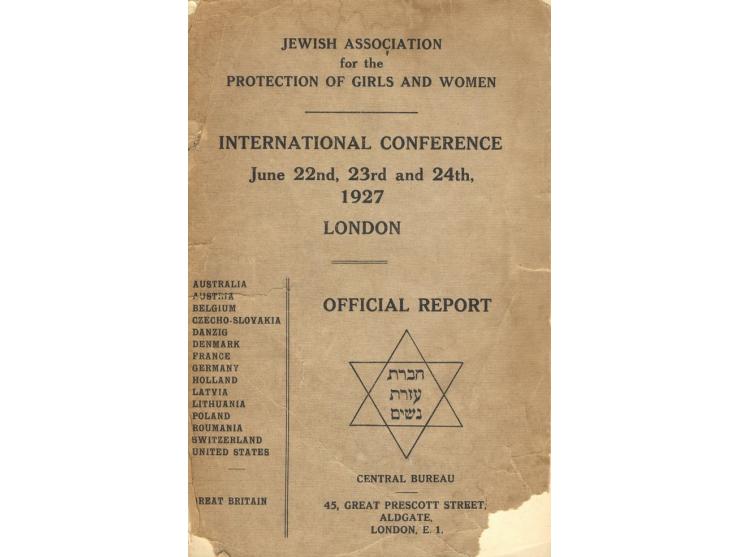 JEWISH ASSOCIATION
for the
PROTECTION OF GIRLS AND WOMEN
INTERNATIONAL CONFERENCE
June 22nd, 23rd and 24th,
1927
LONDON
AUSTRALIA
AUSTRIA
BELGIUM
CZECHO-SLOVAKIA
DANZIG
DENMARK
FRANCE
GERMANY
HOLLAND
LATVIA
LITHUANIA
POLAND
ROUMANIA
SWITZERLAND
UNITED STATES
REAT BRITAIN
OFFICIAL REPORT
חברת
עזרת
נשים
CENTRAL BUREAU
45, GREAT PRESCOTT STREET,
ALDGATE,
LONDON, E. 1.